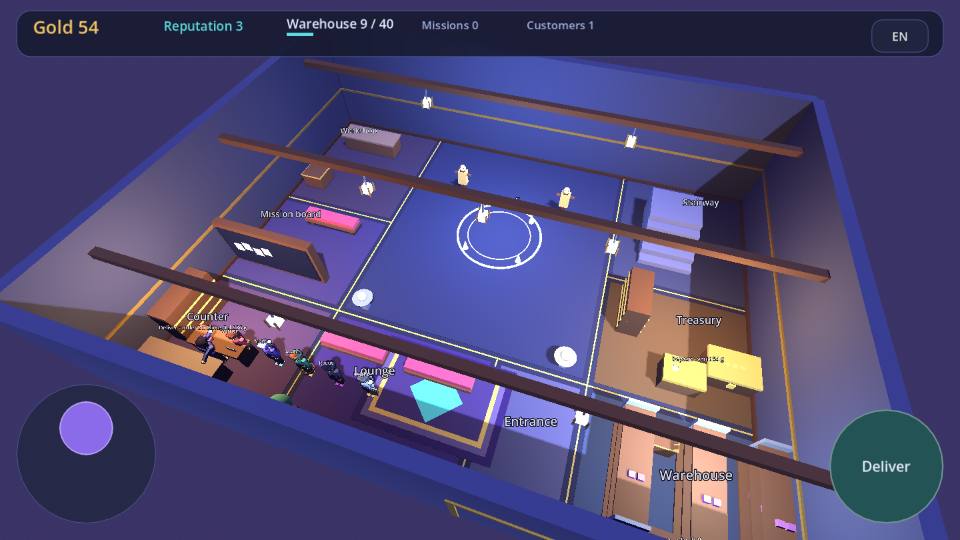 Gold 54
Reputation 3
Warehouse 9 / 40
Missions 0
Customers 1
EN
Mission board
Stairway
Counter
Treasury
Lounge
Entrance
Warehouse
Deliver